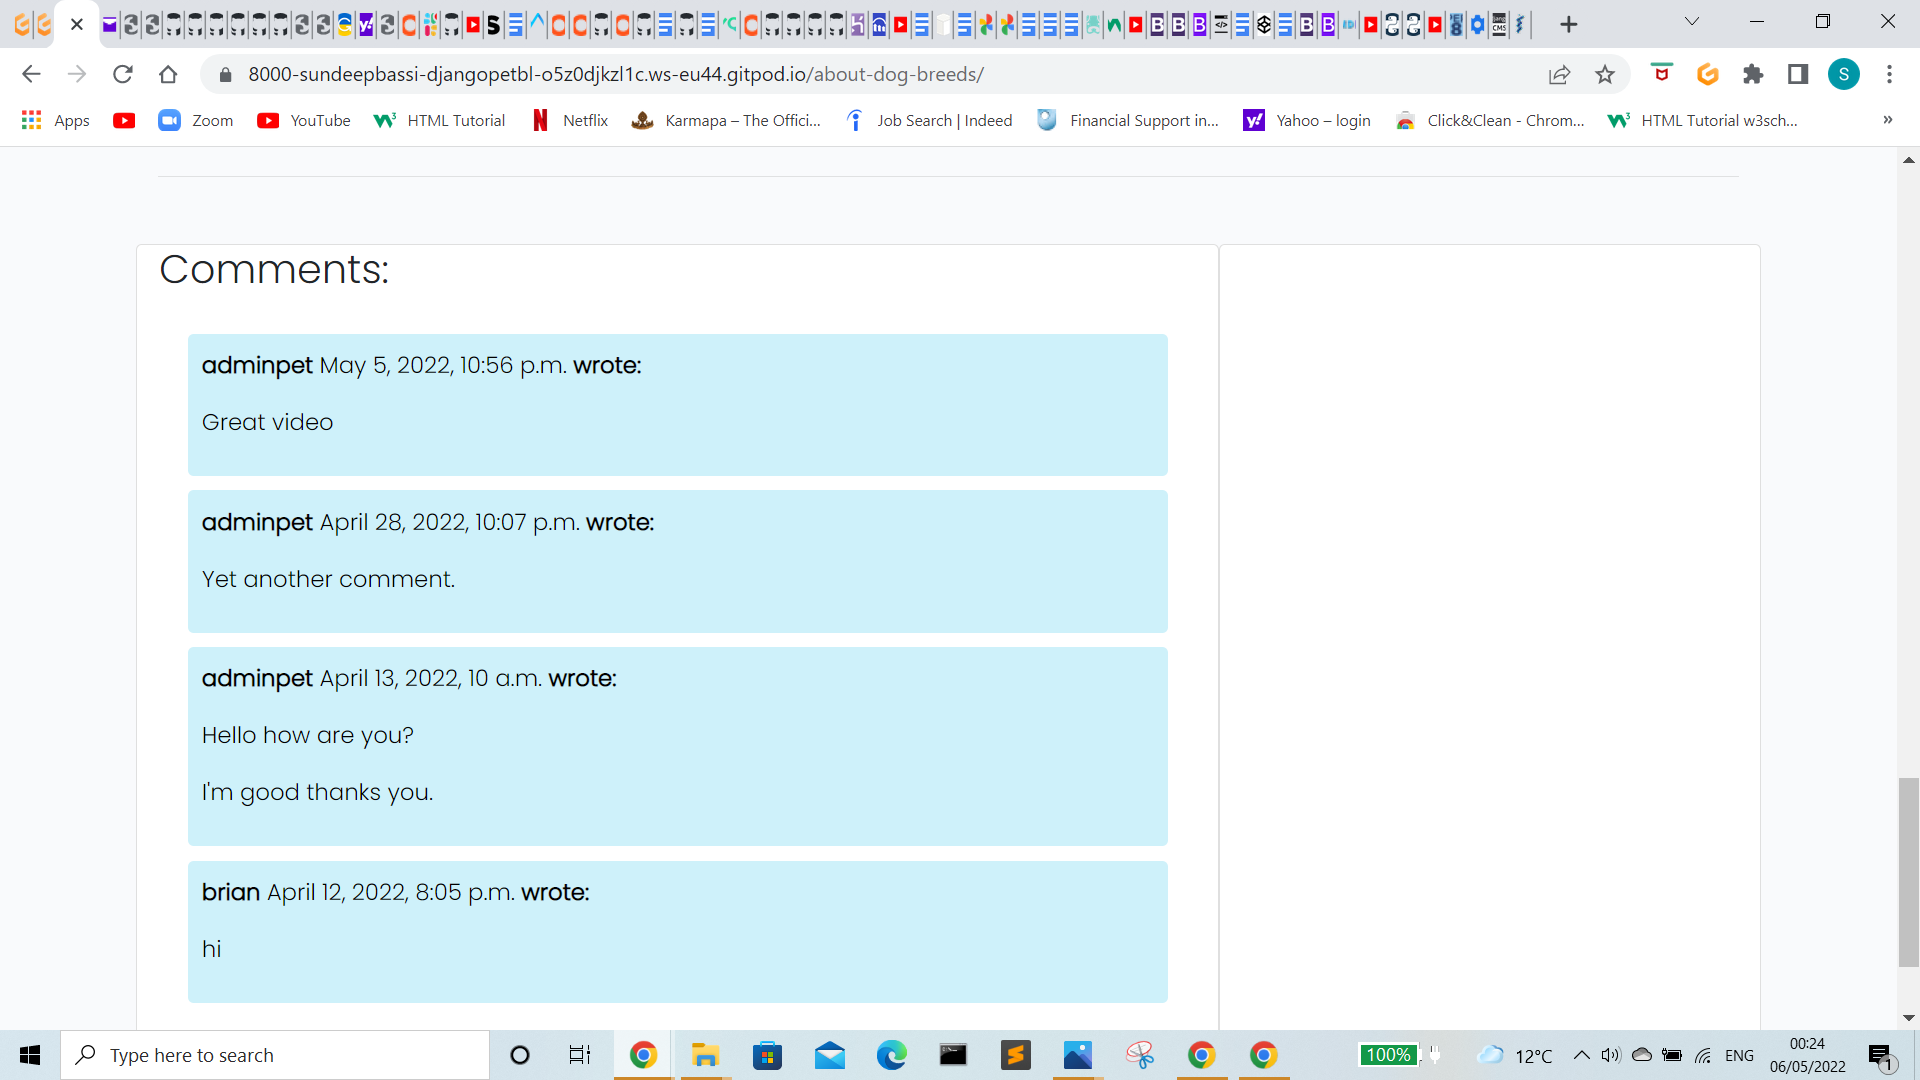 8000-sundeepbassi-djangopetbl-o5z0djkzl1c.ws-eu44.gitpod.io/about-dog-breeds/
S
Apps Zoom YouTube HTML Tutorial Netflix Karmapa – The Offici... Job Search | Indeed Financial Support in... Yahoo – login Click&Clean - Chrom... HTML Tutorial w3sch... »
Comments:
adminpet May 5, 2022, 10:56 p.m. wrote:
Great video
adminpet April 28, 2022, 10:07 p.m. wrote:
Yet another comment.
adminpet April 13, 2022, 10 a.m. wrote:
Hello how are you?
I'm good thanks you.
brian April 12, 2022, 8:05 p.m. wrote:
hi
Type here to search
100%
12°C
ENG
00:24
06/05/2022
1